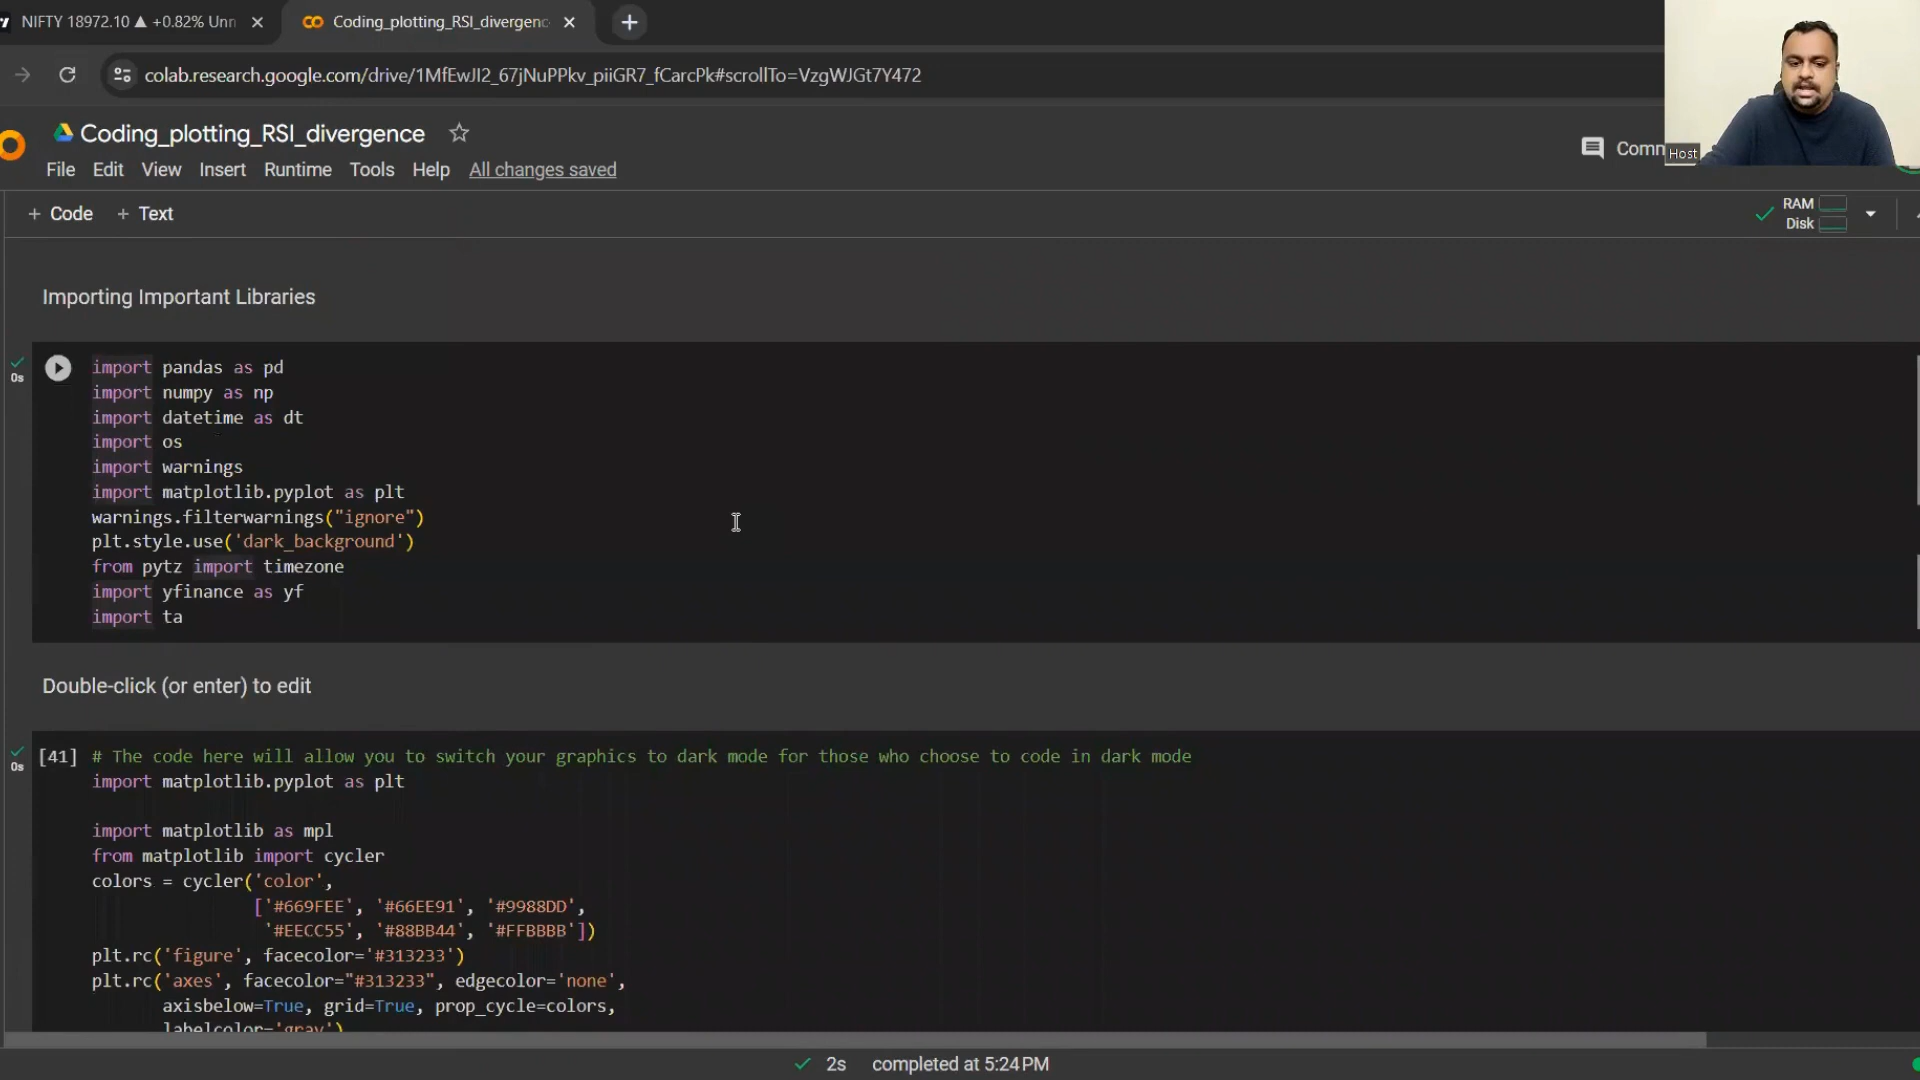 NIFTY 18972.10 ▲ +0.82% Unn
Coding_plotting_RSI_divergenc
colab.research.google.com/drive/1MfEwJI2_67jNuPPkv_piiGR7_fCarcPk#scrollTo=VzgWJGt7Y472
Coding_plotting_RSI_divergence
File Edit View Insert Runtime Tools Help All changes saved
Comm
Host
+ Code + Text
RAM
Disk
Importing Important Libraries
0s
import pandas as pd
import numpy as np
import datetime as dt
import os
import warnings
import matplotlib.pyplot as plt
warnings.filterwarnings("ignore")
plt.style.use('dark_background')
from pytz import timezone
import yfinance as yf
import ta
Double-click (or enter) to edit
0s
[41] # The code here will allow you to switch your graphics to dark mode for those who choose to code in dark mode
import matplotlib.pyplot as plt
import matplotlib as mpl
from matplotlib import cycler
colors = cycler('color',
['#669FEE', '#66EE91', '#9988DD',
'#EECC55', '#88BB44', '#FFBBBB'])
plt.rc('figure', facecolor='#313233')
plt.rc('axes', facecolor="#313233", edgecolor='none',
axisbelow=True, grid=True, prop_cycle=colors,
labelcolor='gray')
2s completed at 5:24 PM